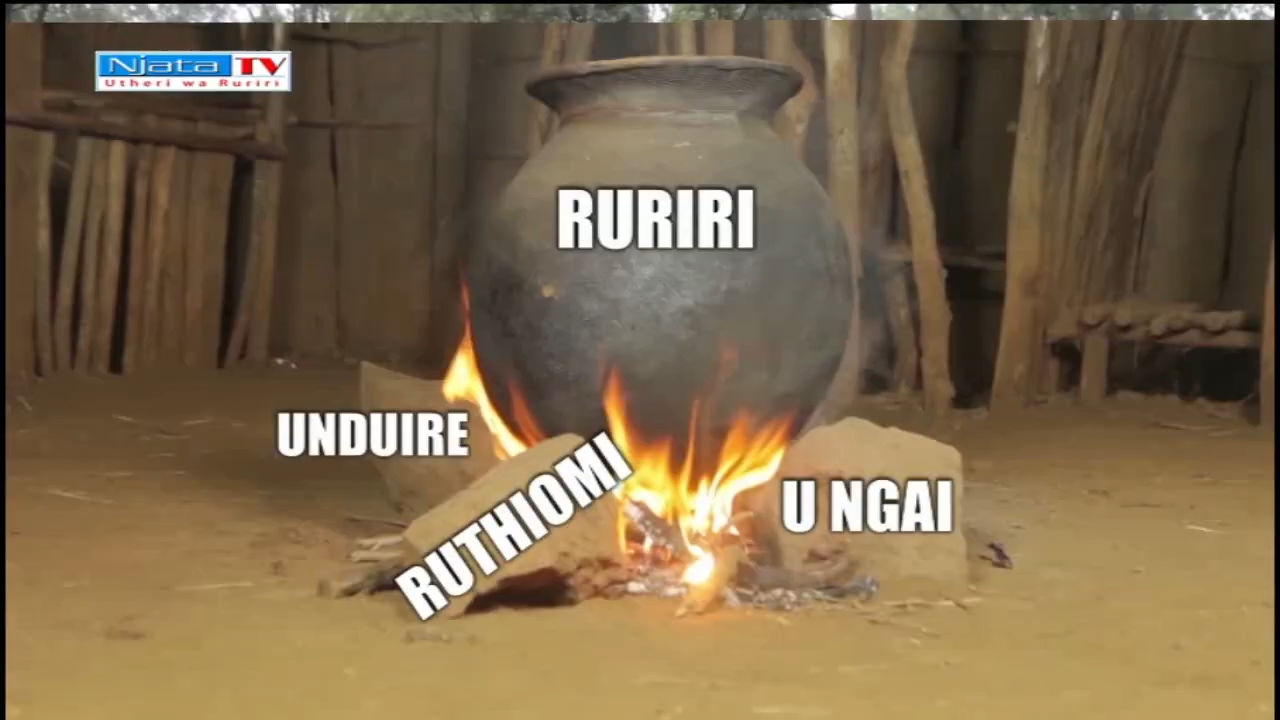 Njata TV
Utheri wa Ruriri
RURIRI
UNDUIRE
RUTHIOMI
U NGAI